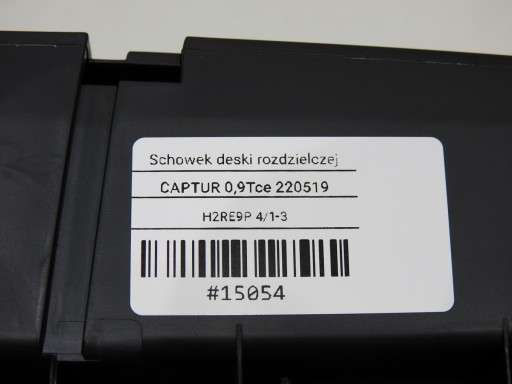 Schowek deski rozdzielczej
CAPTUR 0,9Tce 220519
H2RE9P 4/1-3
#15054